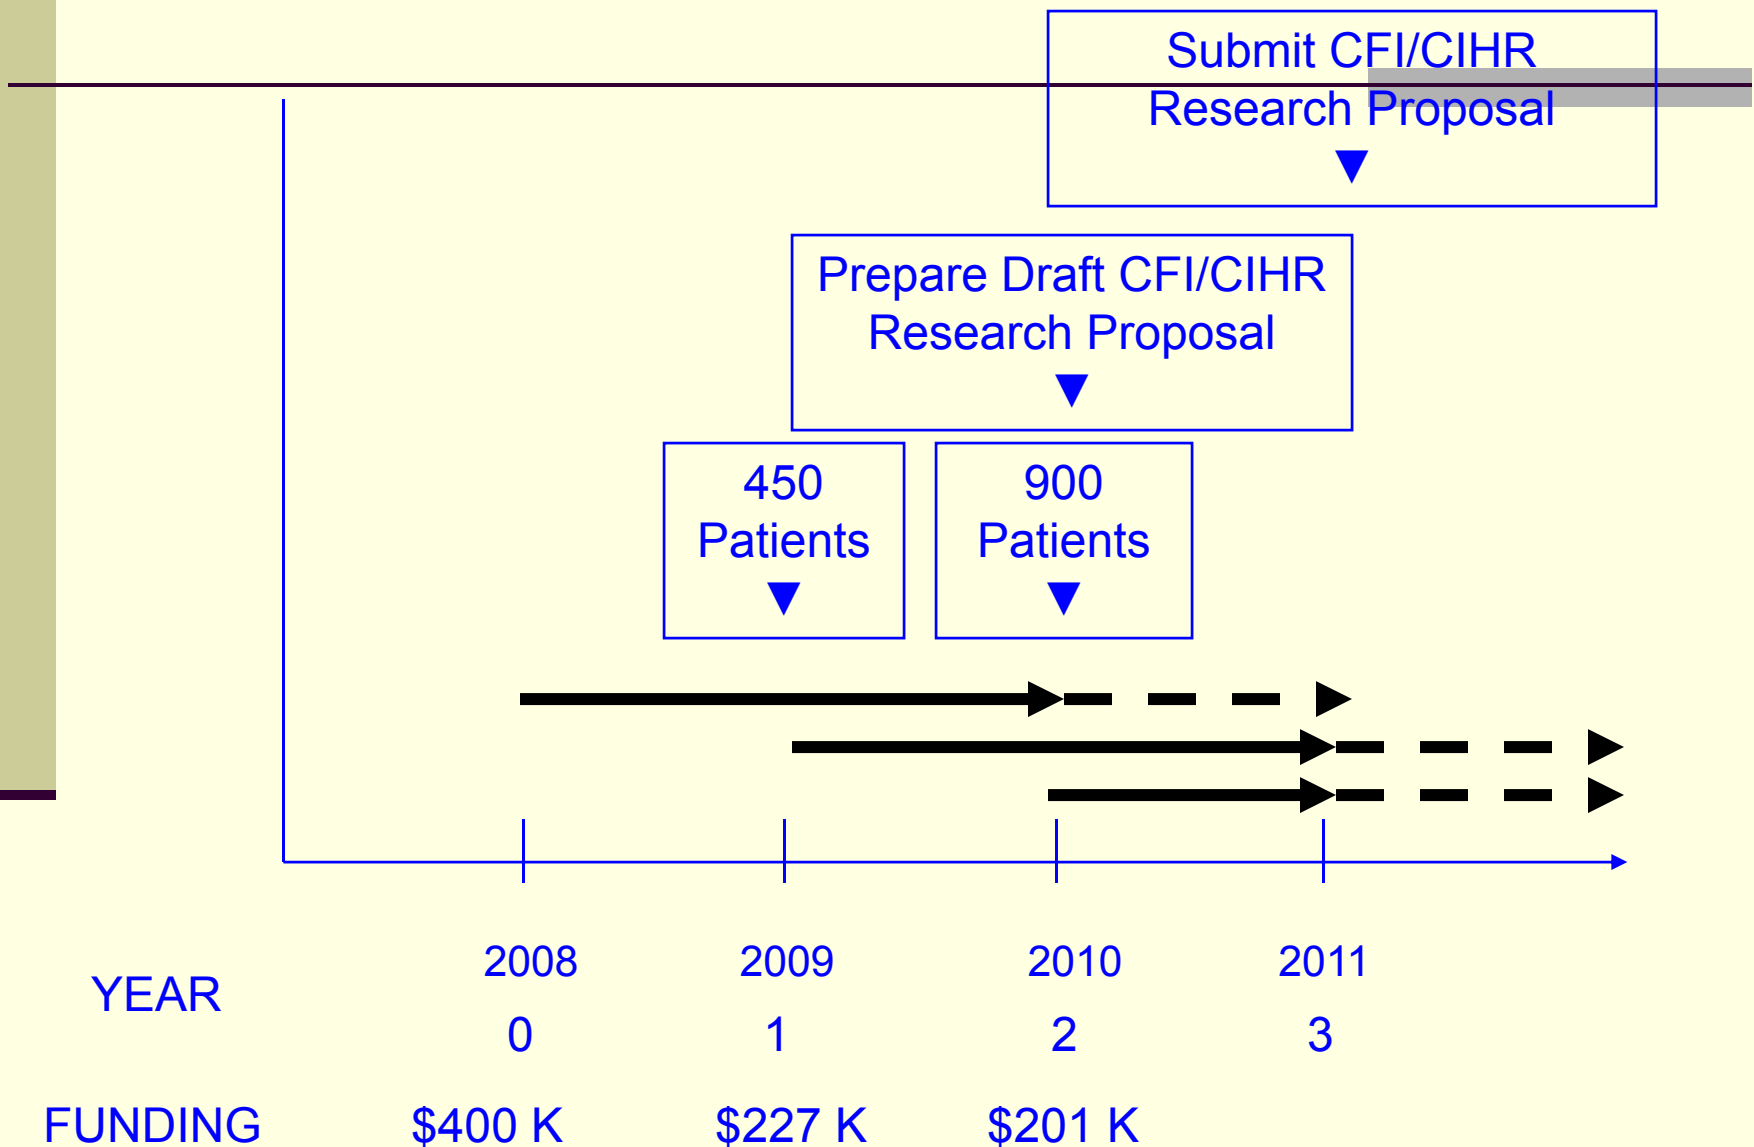 Submit CFI/CIHR
Research Proposal
Prepare Draft CFI/CIHR
Research Proposal
450
Patients
900
Patients
YEAR
2008 2009 2010 2011
0 1 2 3
FUNDING $400 K $227 K $201 K